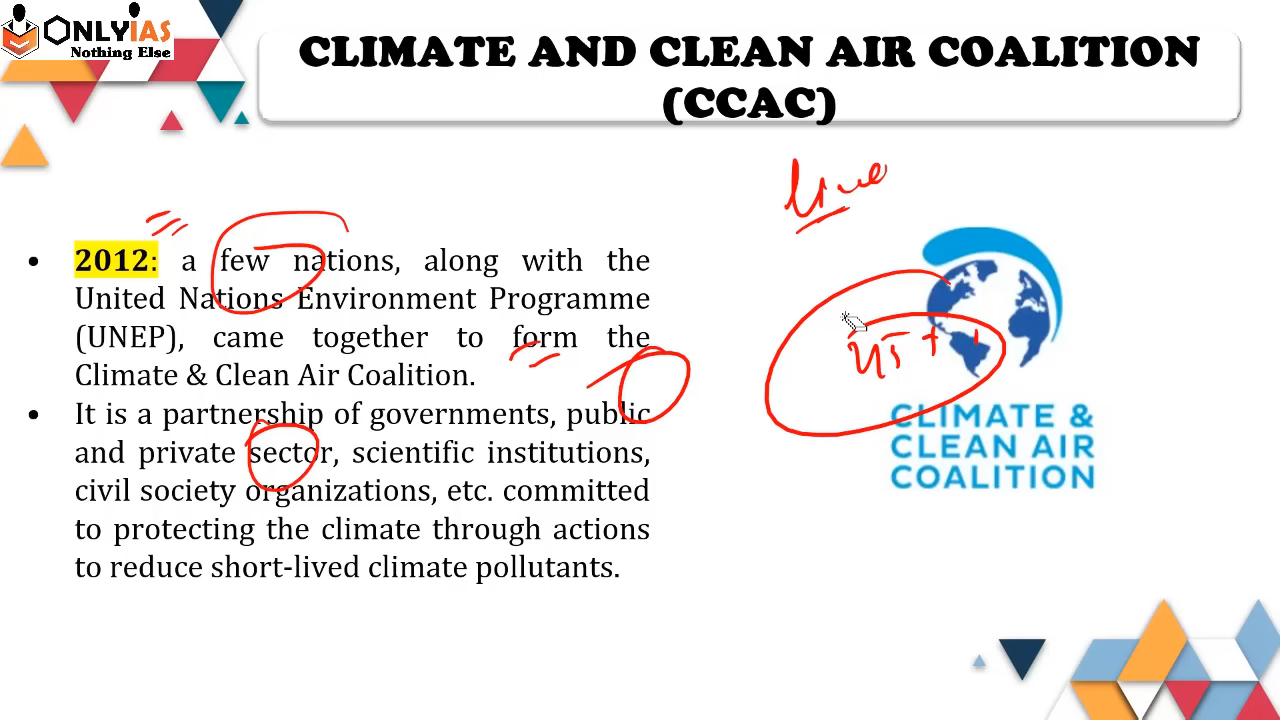 ONLYIAS
Nothing Else
CLIMATE AND CLEAN AIR COALITION
(CCAC)
• 2012: a few nations, along with the
United Nations Environment Programme
(UNEP), came together to form the
Climate & Clean Air Coalition.
• It is a partnership of governments, public
and private sector, scientific institutions,
civil society organizations, etc. committed
to protecting the climate through actions
to reduce short-lived climate pollutants.
45 +
CLIMATE &
CLEAN AIR
COALITION